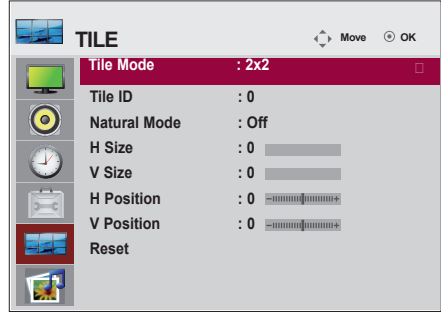 TILE Move OK
Tile Mode : 2x2
Tile ID : 0
Natural Mode : Off
H Size : 0
V Size : 0
H Position : 0 - +
V Position : 0 - +
Reset